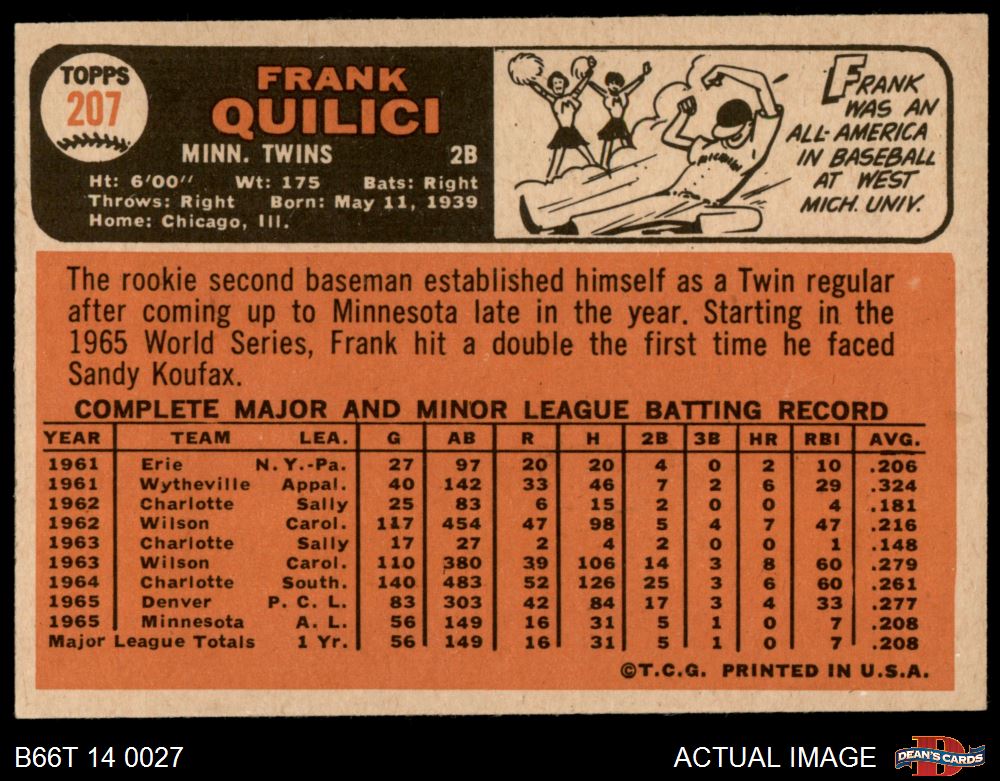 TOPPS
207
FRANK
QUILICI
MINN. TWINS 2B
Ht: 6'00" Wt: 175 Bats: Right
Throws: Right Born: May 11, 1939
Home: Chicago, Ill.
FRANK
WAS AN
ALL-AMERICA
IN BASEBALL
AT WEST
MICH. UNIV.
M
M
MICHIGAN
The rookie second baseman established himself as a Twin regular
after coming up to Minnesota late in the year. Starting in the
1965 World Series, Frank hit a double the first time he faced
Sandy Koufax.
COMPLETE MAJOR AND MINOR LEAGUE BATTING RECORD
YEAR TEAM LEA. G AB R H 2B 3B HR RBI AVG.
1961 Erie N.Y.-Pa. 27 97 20 20 4 0 2 10 .206
1961 Wytheville Appal. 40 142 33 46 7 2 6 29 .324
1962 Charlotte Sally 25 83 6 15 2 0 0 4 .181
1962 Wilson Carol. 117 454 47 98 5 4 7 47 .216
1963 Charlotte Sally 17 27 2 4 2 0 0 1 .148
1963 Wilson Carol. 110 380 39 106 14 3 8 60 .279
1964 Charlotte South. 140 483 52 126 25 3 6 60 .261
1965 Denver P.C.L. 83 303 42 84 17 3 4 33 .277
1965 Minnesota A.L. 56 149 16 31 5 1 0 7 .208
Major League Totals 1 Yr. 56 149 16 31 5 1 0 7 .208
©T.C.G. PRINTED IN U.S.A.
B66T 14 0027 ACTUAL IMAGE
D
DEAN'S CARDS